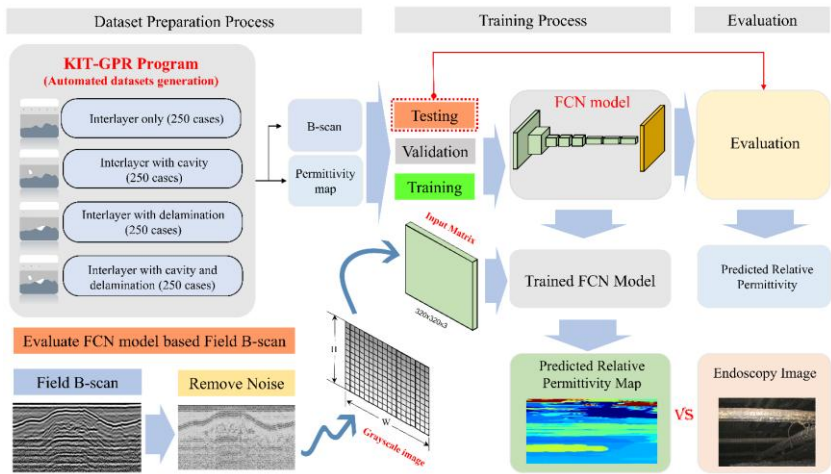 Dataset Preparation Process
Training Process
Evaluation
KIT-GPR Program
(Automated datasets generation)
Interlayer only (250 cases)
Interlayer with cavity
(250 cases)
Interlayer with delamination
(250 cases)
Interlayer with cavity and
delamination (250 cases)
B-scan
Permittivity
map
Testing
Validation
Training
FCN model
Evaluation
Input Matrix
320x320x3
Trained FCN Model
Predicted Relative
Permittivity
Evaluate FCN model based Field B-scan
Field B-scan
Remove Noise
H
W
Grayscale image
Predicted Relative
Permittivity Map
VS
Endoscopy Image